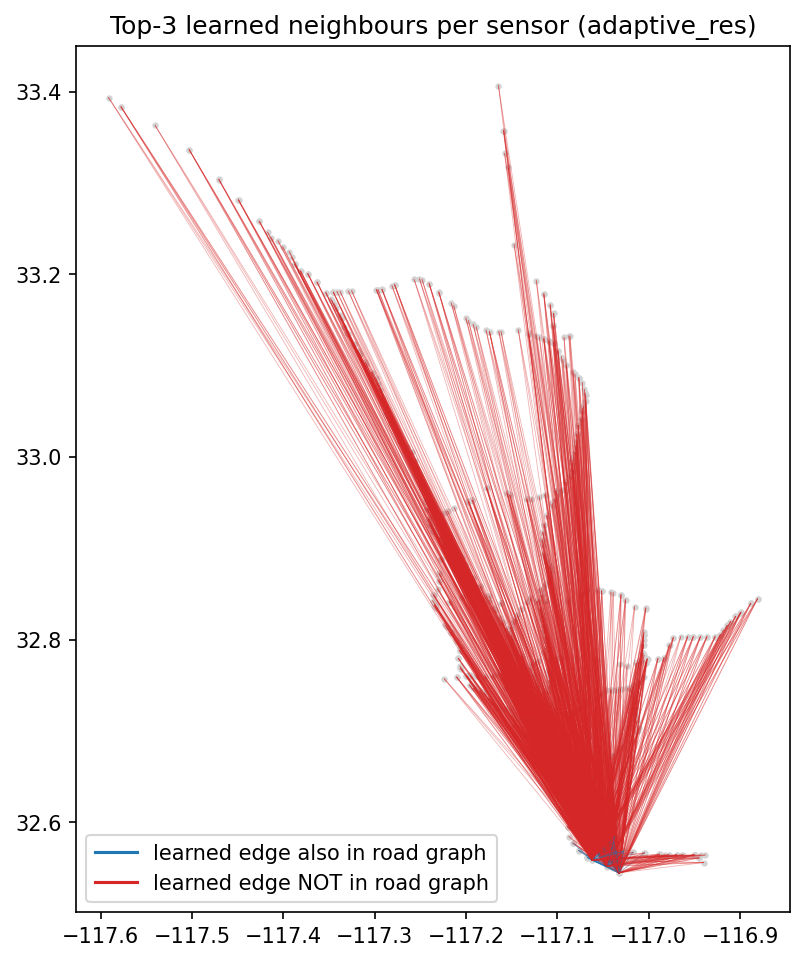 Top-3 learned neighbours per sensor (adaptive_res)
33.4
33.2
33.0
32.8
32.6
learned edge also in road graph
learned edge NOT in road graph
−117.6 −117.5 −117.4 −117.3 −117.2 −117.1 −117.0 −116.9